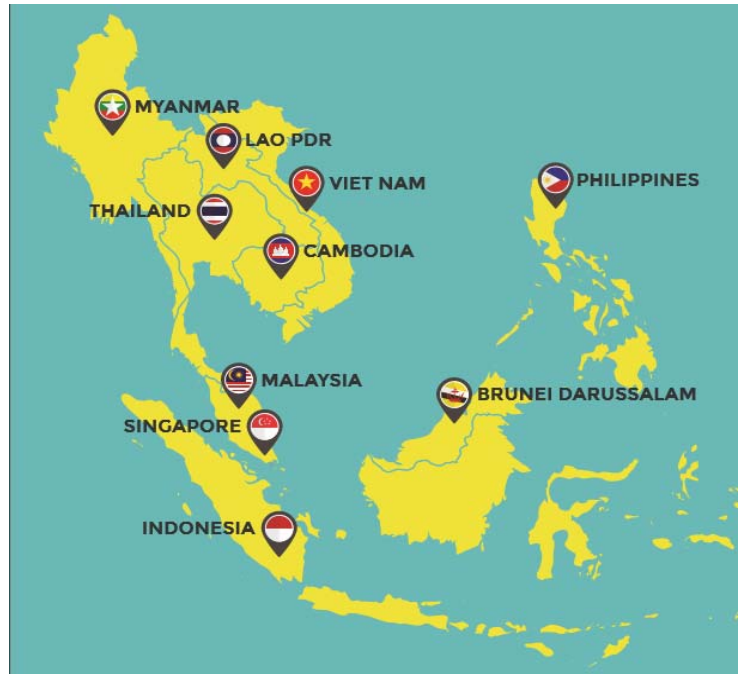 MYANMAR
LAO PDR
VIET NAM
PHILIPPINES
THAILAND
CAMBODIA
MALAYSIA
BRUNEI DARUSSALAM
SINGAPORE
INDONESIA